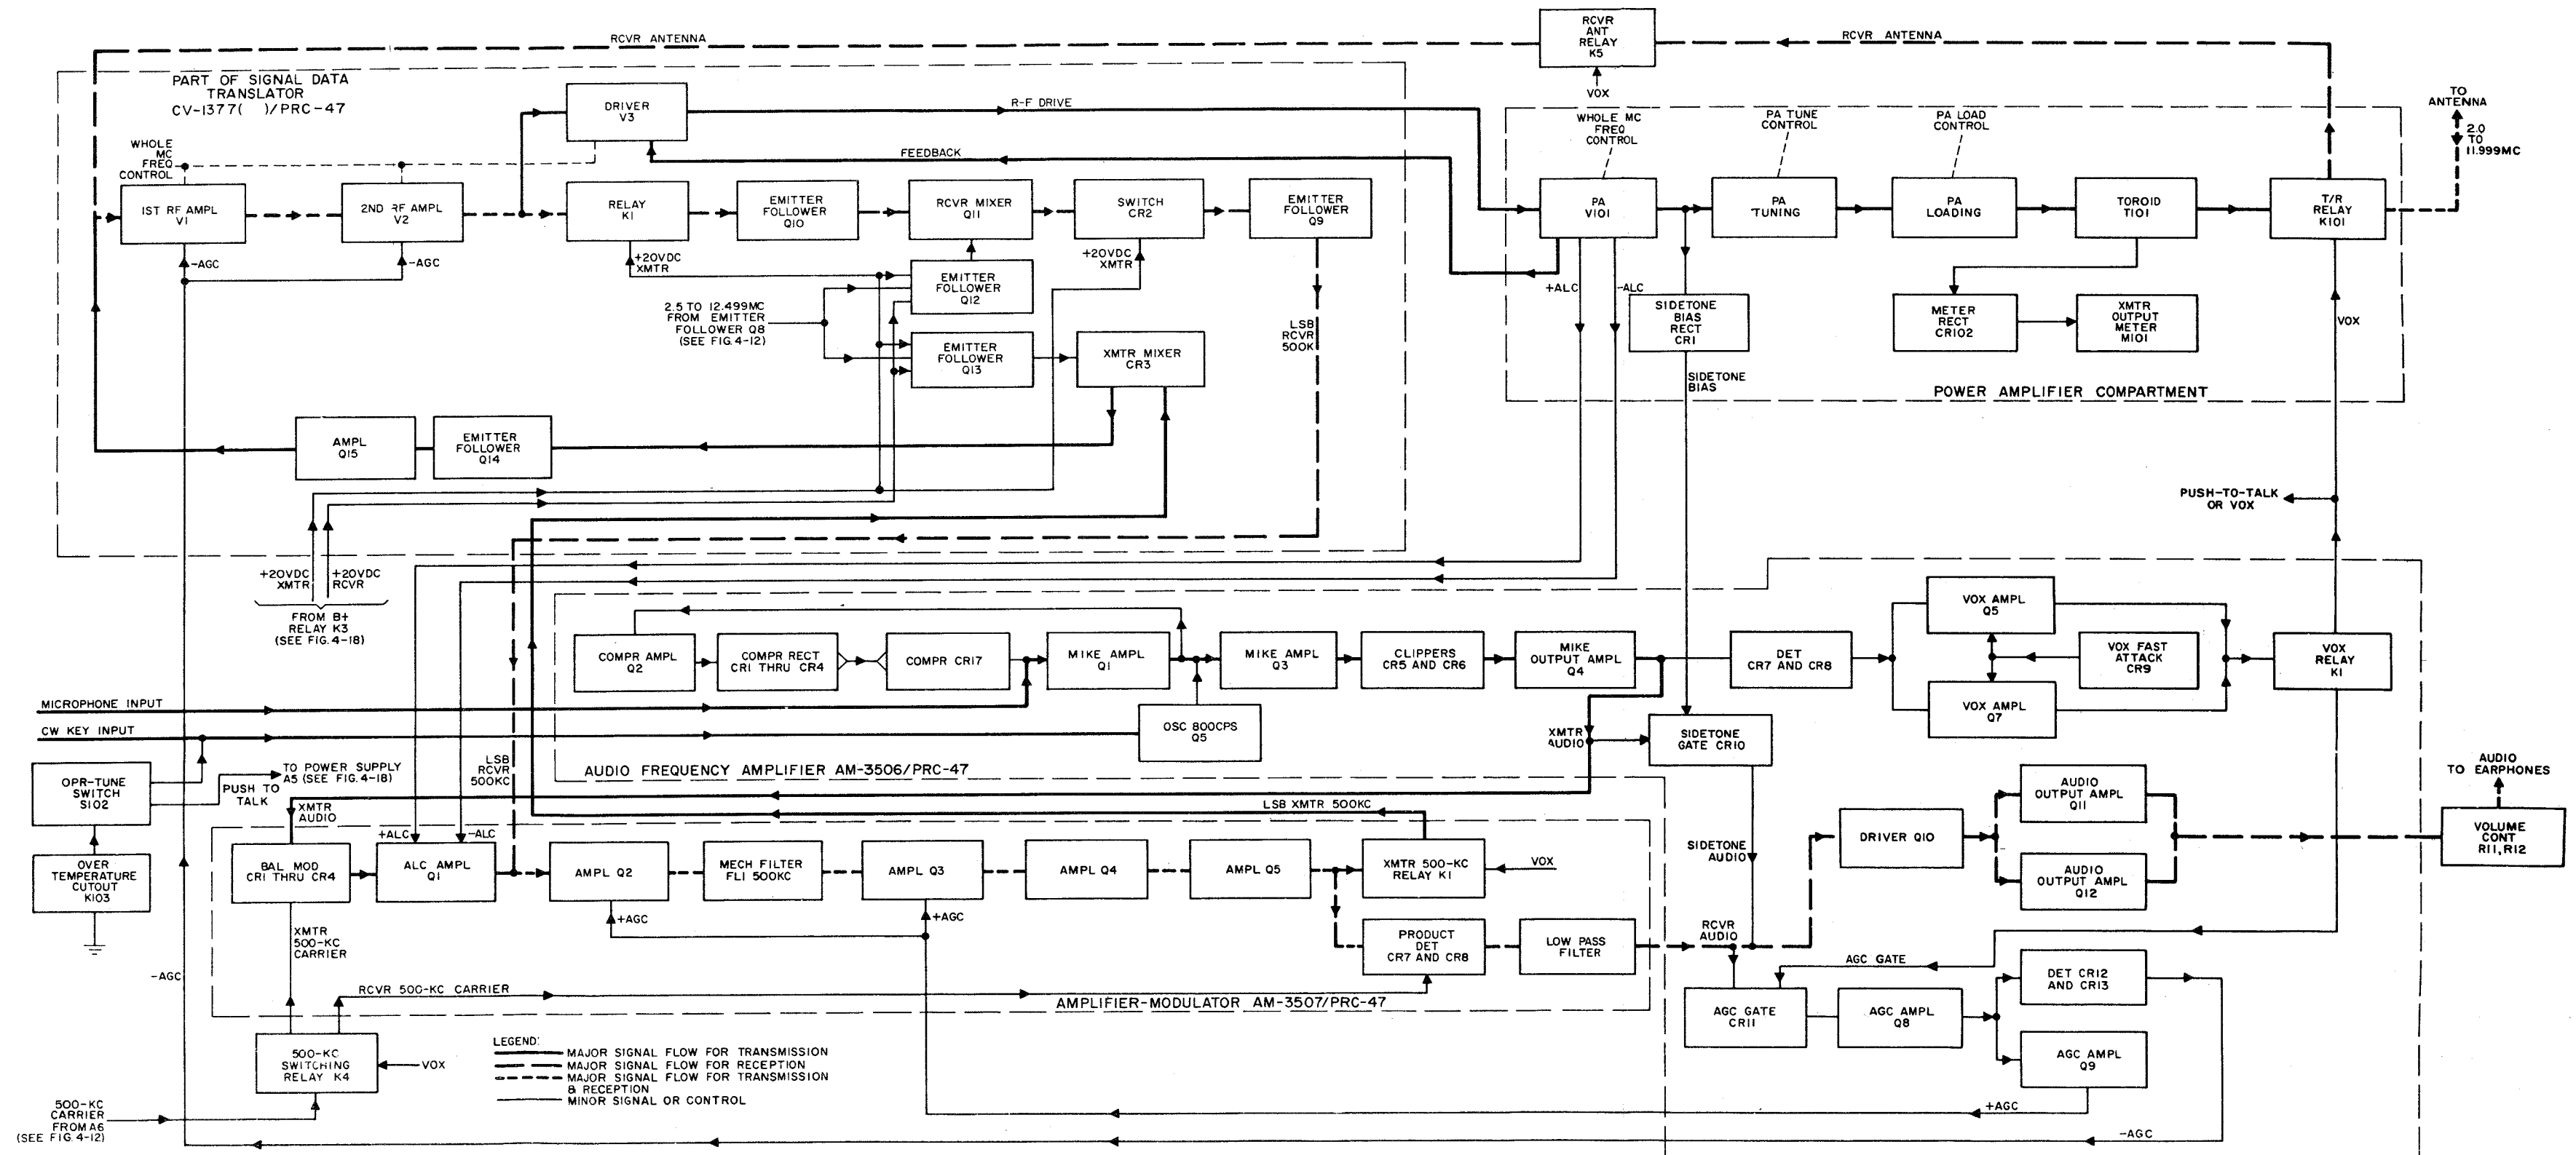 RCVR ANTENNA
RCVR
ANT
RELAY
K5
RCVR ANTENNA
VOX
PART OF SIGNAL DATA
TRANSLATOR
CV-1377( )/PRC-47
DRIVER
V3
R-F DRIVE
FEEDBACK
WHOLE
MC
FREQ
CONTROL
1ST RF AMPL
V1
2ND RF AMPL
V2
RELAY
K1
EMITTER
FOLLOWER
Q10
RCVR MIXER
Q11
SWITCH
CR2
EMITTER
FOLLOWER
Q9
-AGC
-AGC
+20VDC
XMTR
+20VDC
XMTR
EMITTER
FOLLOWER
Q12
2.5 TO 12.499MC
FROM EMITTER
FOLLOWER Q8
(SEE FIG. 4-12)
EMITTER
FOLLOWER
Q13
XMTR MIXER
CR3
LSB
RCVR
500K
AMPL
Q15
EMITTER
FOLLOWER
Q14
WHOLE MC
FREQ
CONTROL
PA TUNE
CONTROL
PA LOAD
CONTROL
TO
ANTENNA
2.0
TO
11.999MC
PA
V101
PA
TUNING
PA
LOADING
TOROID
T101
T/R
RELAY
K101
+ALC
-ALC
SIDETONE
BIAS
RECT
CR1
METER
RECT
CR102
XMTR
OUTPUT
METER
M101
VOX
SIDETONE
BIAS
POWER AMPLIFIER COMPARTMENT
PUSH-TO-TALK
OR VOX
+20VDC
XMTR
+20VDC
RCVR
FROM B+
RELAY K3
(SEE FIG. 4-18)
COMPR AMPL
Q2
COMPR RECT
CR1 THRU CR4
COMPR CR17
MIKE AMPL
Q1
MIKE AMPL
Q3
CLIPPERS
CR5 AND CR6
MIKE
OUTPUT AMPL
Q4
DET
CR7 AND CR8
VOX AMPL
Q5
VOX FAST
ATTACK
CR9
VOX AMPL
Q7
VOX
RELAY
K1
MICROPHONE INPUT
CW KEY INPUT
OSC 800CPS
Q5
XMTR
AUDIO
SIDETONE
GATE CR10
AUDIO FREQUENCY AMPLIFIER AM-3506/PRC-47
OPR-TUNE
SWITCH
S102
TO POWER SUPPLY
A5 (SEE FIG. 4-18)
PUSH TO
TALK
LSB
RCVR
500KC
XMTR
AUDIO
LSB XMTR 500KC
+ALC
-ALC
OVER
TEMPERATURE
CUTOUT
K103
BAL MOD
CR1 THRU CR4
ALC AMPL
Q1
AMPL Q2
MECH FILTER
FL1 500KC
AMPL Q3
AMPL Q4
AMPL Q5
XMTR 500-KC
RELAY K1
VOX
SIDETONE
AUDIO
DRIVER Q10
AUDIO
OUTPUT AMPL
Q11
AUDIO
OUTPUT AMPL
Q12
AUDIO
TO EARPHONES
VOLUME
CONT
R11, R12
+AGC
+AGC
XMTR
500-KC
CARRIER
PRODUCT
DET
CR7 AND CR8
LOW PASS
FILTER
RCVR
AUDIO
AGC GATE
-AGC
RCVR 500-KC CARRIER
AMPLIFIER-MODULATOR AM-3507/PRC-47
AGC GATE
CR11
AGC AMPL
Q8
DET CR12
AND CR13
AGC AMPL
Q9
500-KC
SWITCHING
RELAY K4
VOX
500-KC
CARRIER
FROM A6
(SEE FIG. 4-12)
LEGEND:
MAJOR SIGNAL FLOW FOR TRANSMISSION
MAJOR SIGNAL FLOW FOR RECEPTION
MAJOR SIGNAL FLOW FOR TRANSMISSION
& RECEPTION
MINOR SIGNAL OR CONTROL
+AGC
-AGC